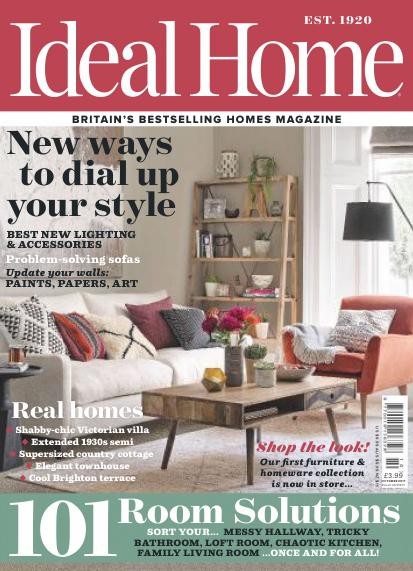 EST. 1920
Ideal Home
BRITAIN'S BESTSELLING HOMES MAGAZINE
New ways
to dial up
your style
BEST NEW LIGHTING
& ACCESSORIES
Problem-solving sofas
Update your walls:
PAINTS, PAPERS, ART
Real homes
Shabby-chic Victorian villa
Extended 1930s semi
Supersized country cottage
Elegant townhouse
Cool Brighton terrace
Shop the look!
Our first furniture &
homeware collection
is now in store...
£3.99
101 Room Solutions
SORT YOUR... MESSY HALLWAY, TRICKY
BATHROOM, LOFT ROOM, CHAOTIC KITCHEN,
FAMILY LIVING ROOM ...ONCE AND FOR ALL!